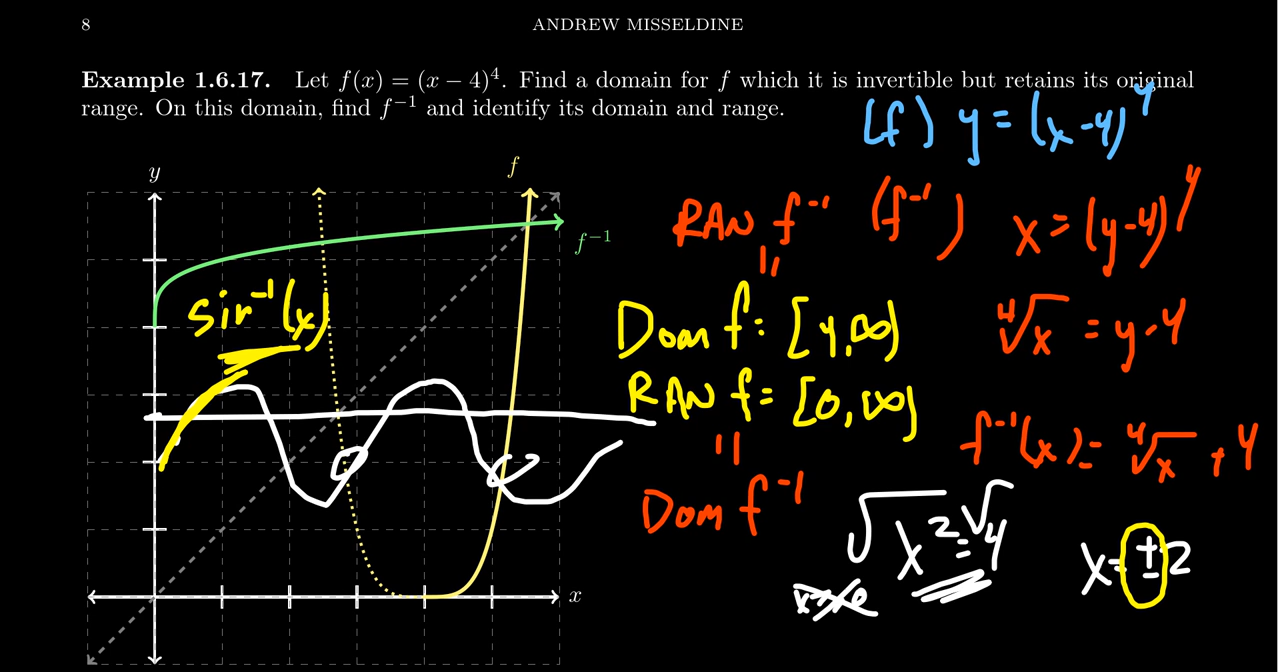 8 ANDREW MISSELDINE
Example 1.6.17. Let f(x) = (x − 4)⁴. Find a domain for f which it is invertible but retains its original
range. On this domain, find f⁻¹ and identify its domain and range.
(f) y = (x-4)⁴
y
f
RAN f⁻¹ (f⁻¹) x = (y-4)⁴
f⁻¹
=
sin⁻¹(x)
Dom f: [4,∞)
⁴√x = y-4
RAN f= [0,∞)
=
f⁻¹(x)= ⁴√x + 4
Dom f⁻¹
√x² = √4
x= ±2
x